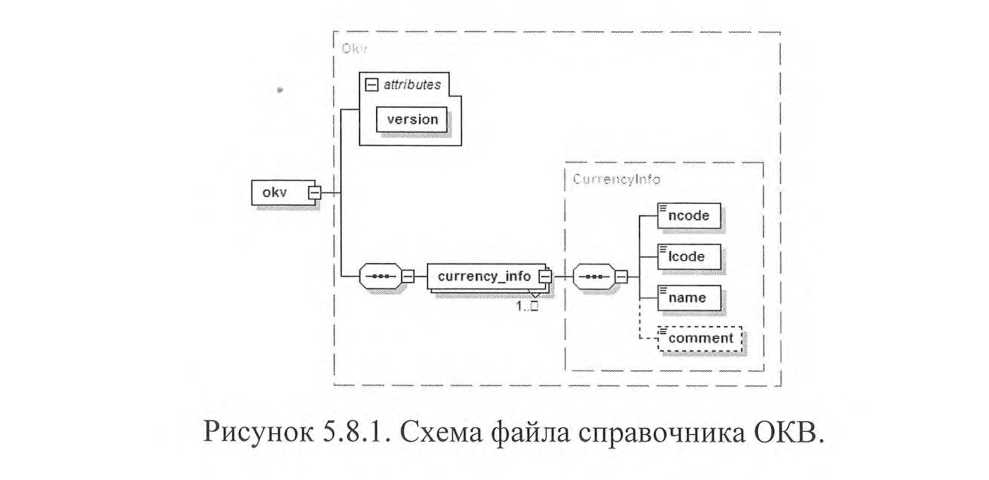 Okv
attributes
version
okv
CurrencyInfo
ncode
lcode
name
comment
currency_info
1..
Рисунок 5.8.1. Схема файла справочника ОКВ.